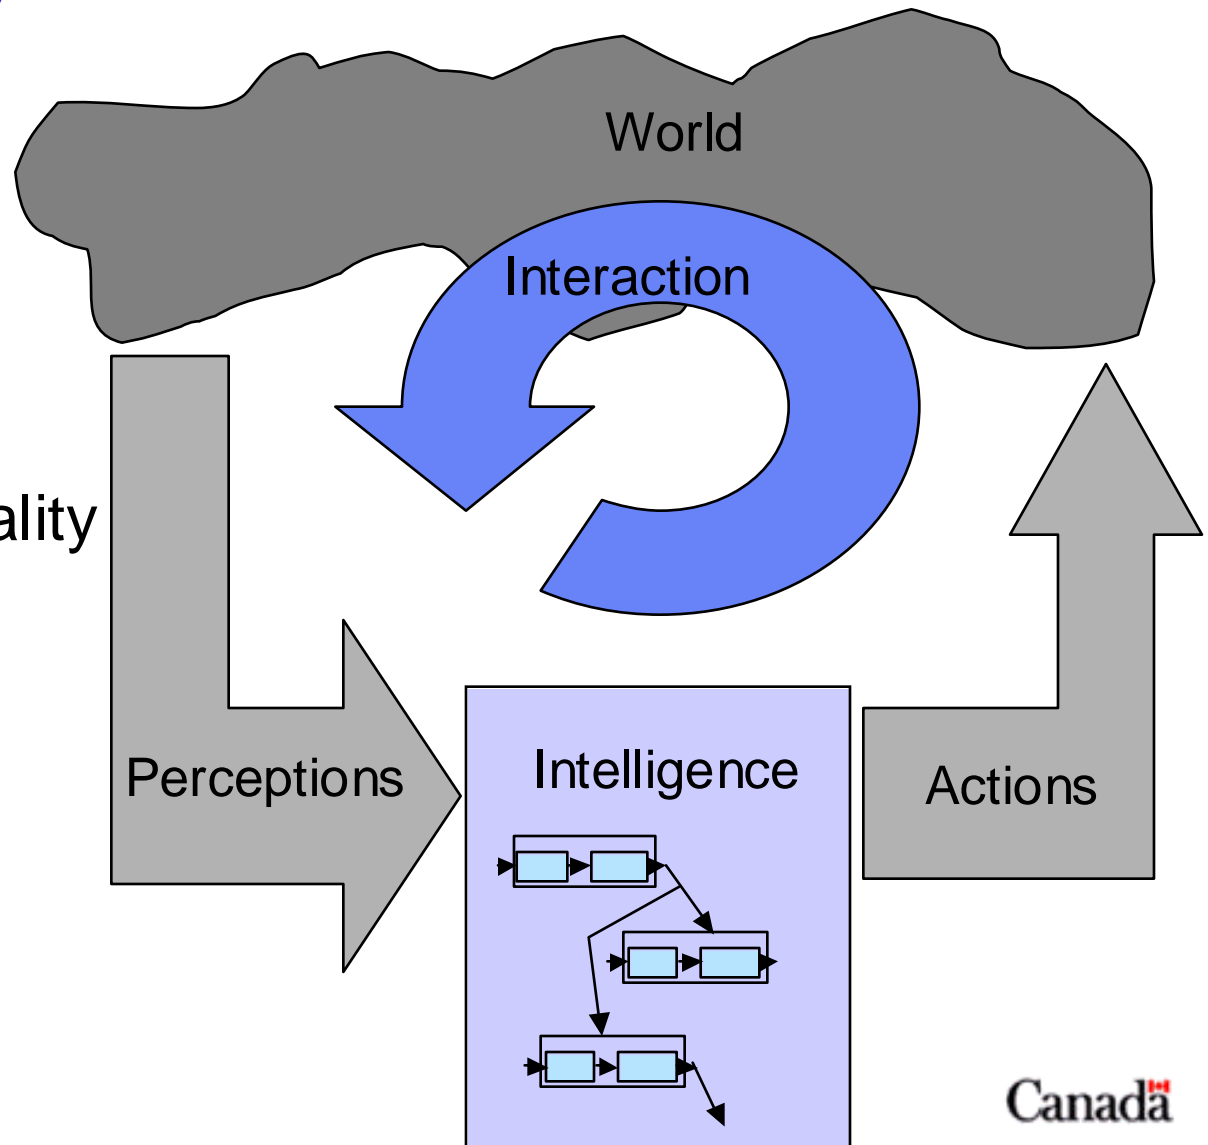 World
Interaction
ality
Perceptions
Intelligence
Actions
Canada